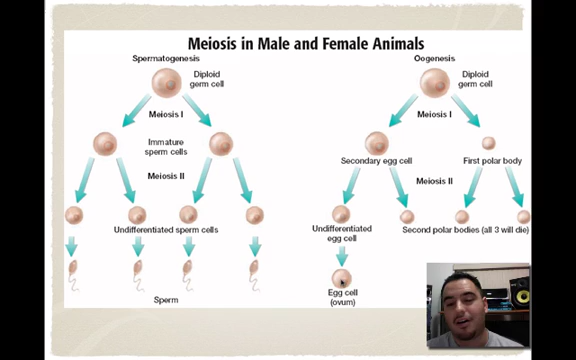 Meiosis in Male and Female Animals
Spermatogenesis
Diploid
germ cell
Meiosis I
Immature
sperm cells
Meiosis II
Undifferentiated sperm cells
Sperm
Oogenesis
Diploid
germ cell
Meiosis I
Secondary egg cell
First polar body
Meiosis II
Undifferentiated
egg cell
Second polar bodies (all 3 will die)
Egg cell
(ovum)